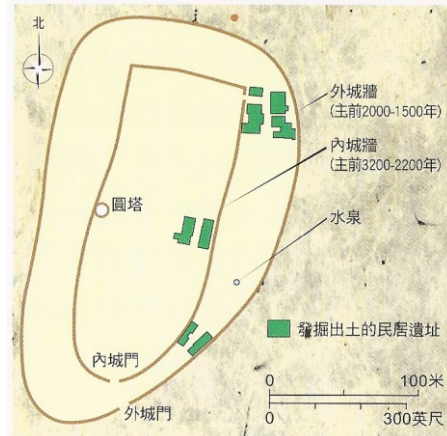 北
外城牆
(主前2000-1500年)
內城牆
(主前3200-2200年)
圓塔
水泉
發掘出土的民居遺址
內城門
外城門
0 100米
0 300英尺